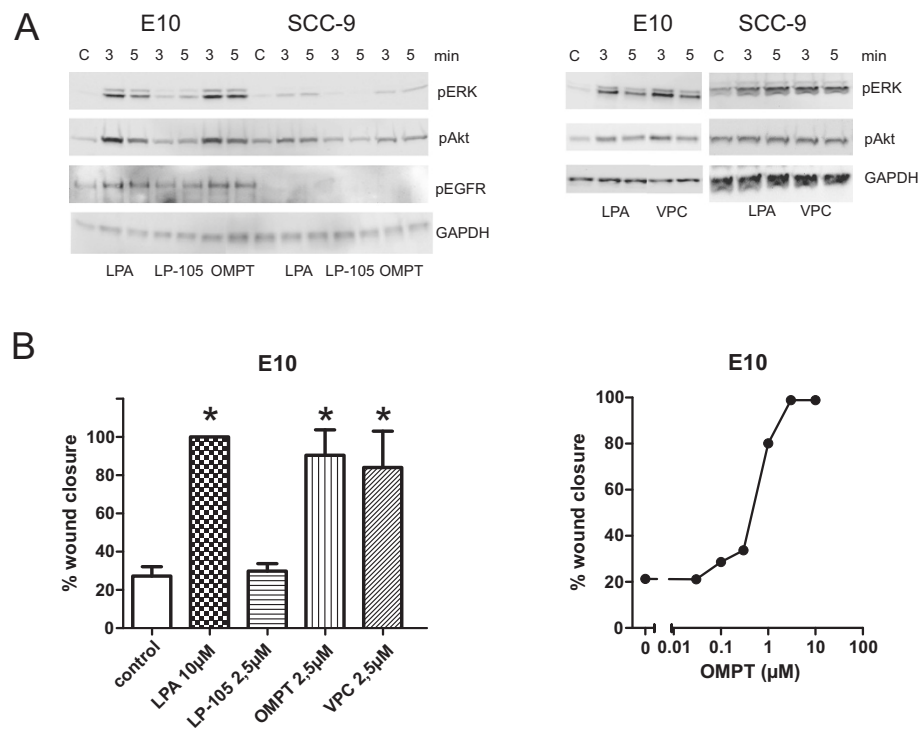 A
E10 SCC-9
C 3 5 3 5 3 5 C 3 5 3 5 3 5 min
pERK
pAkt
pEGFR
GAPDH
LPA LP-105 OMPT LPA LP-105 OMPT
E10 SCC-9
C 3 5 3 5 C 3 5 3 5 min
pERK
pAkt
GAPDH
LPA VPC LPA VPC
B
E10
% wound closure
100
80
60
40
20
0
* * *
control
LPA 10µM
LP-105 2,5µM
OMPT 2,5µM
VPC 2,5µM
E10
% wound closure
100
80
60
40
20
0
0 0.01 0.1 1 10 100
OMPT (µM)